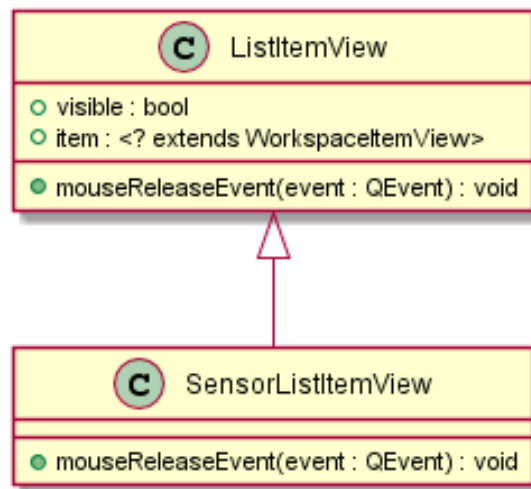 C ListItemView
visible : bool
item : <? extends WorkspaceItemView>
mouseReleaseEvent(event : QEvent) : void
C SensorListItemView
mouseReleaseEvent(event : QEvent) : void